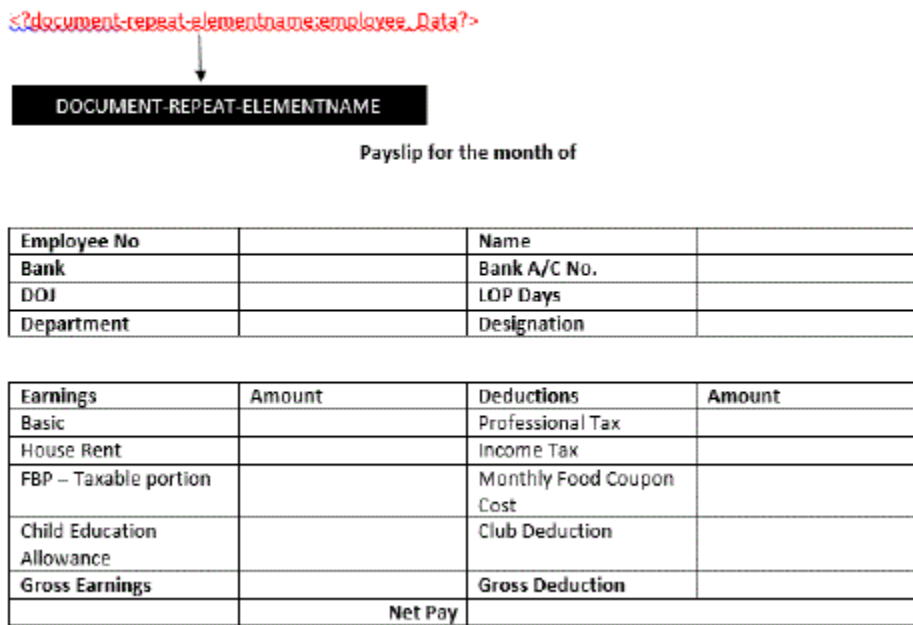 <?document-repeat-elementname:employee_Data?>
DOCUMENT-REPEAT-ELEMENTNAME
Payslip for the month of
Employee No Name
Bank Bank A/C No.
DOJ LOP Days
Department Designation
Earnings Amount Deductions Amount
Basic Professional Tax
House Rent Income Tax
FBP – Taxable portion Monthly Food Coupon
Cost
Child Education Club Deduction
Allowance
Gross Earnings Gross Deduction
Net Pay